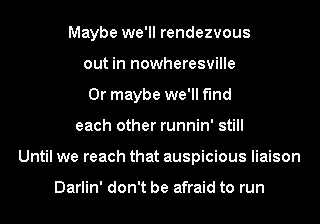 Maybe we'll rendezvous
out in nowheresville
Or maybe we'll find
each other runnin' still
Until we reach that auspicious liaison
Darlin' don't be afraid to run